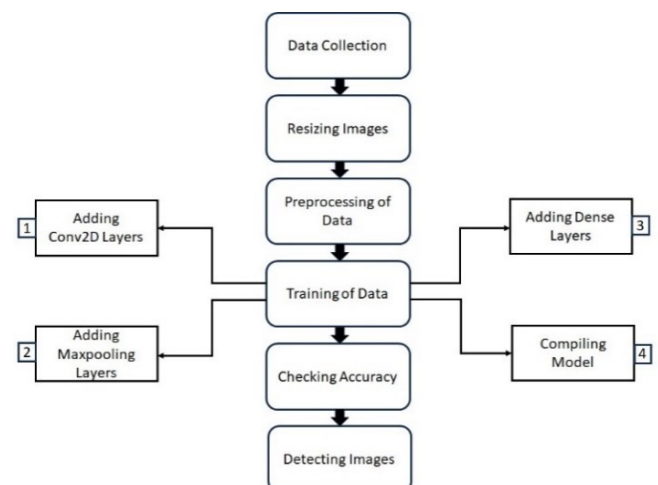 Data Collection
Resizing Images
Preprocessing of
Data
1
Adding
Conv2D Layers
Adding Dense
Layers
3
Training of Data
2
Adding
Maxpooling
Layers
Compiling
Model
4
Checking Accuracy
Detecting Images